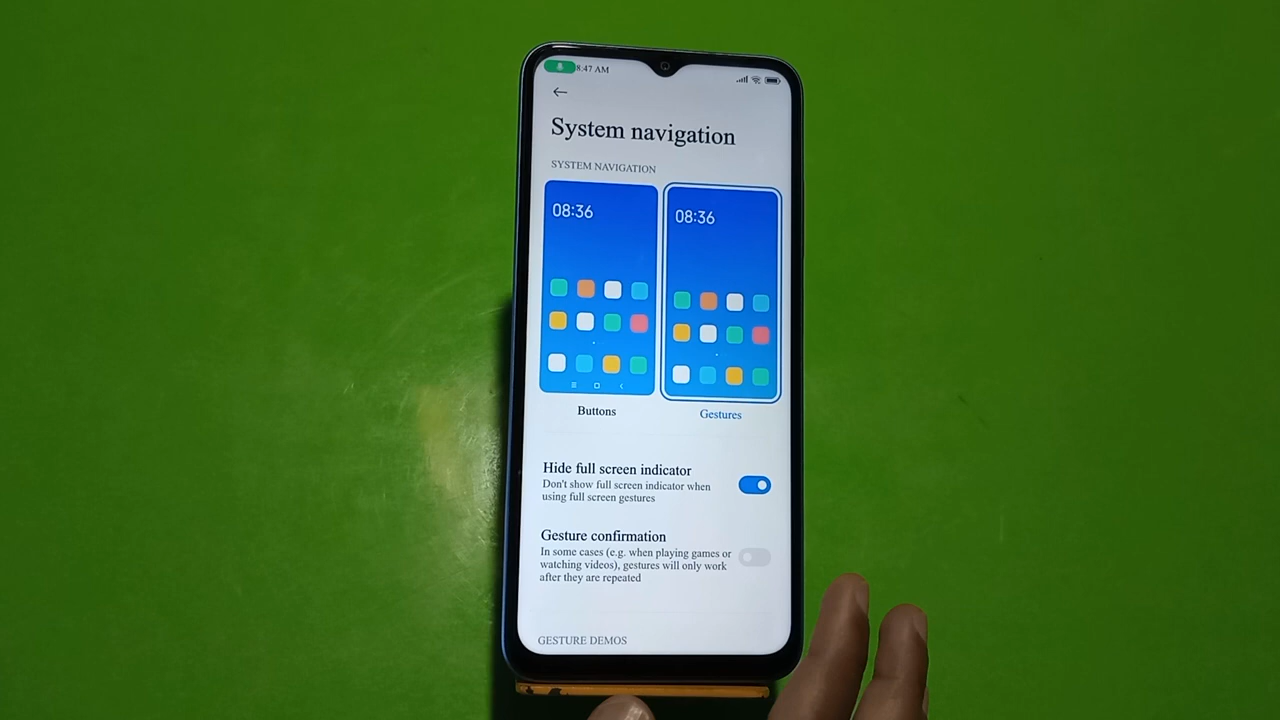 8:47 AM
System navigation
SYSTEM NAVIGATION
08:36
08:36
Buttons
Gestures
Hide full screen indicator
Don't show full screen indicator when
using full screen gestures
Gesture confirmation
In some cases (e.g. when playing games or
watching videos), gestures will only work
after they are repeated
GESTURE DEMOS